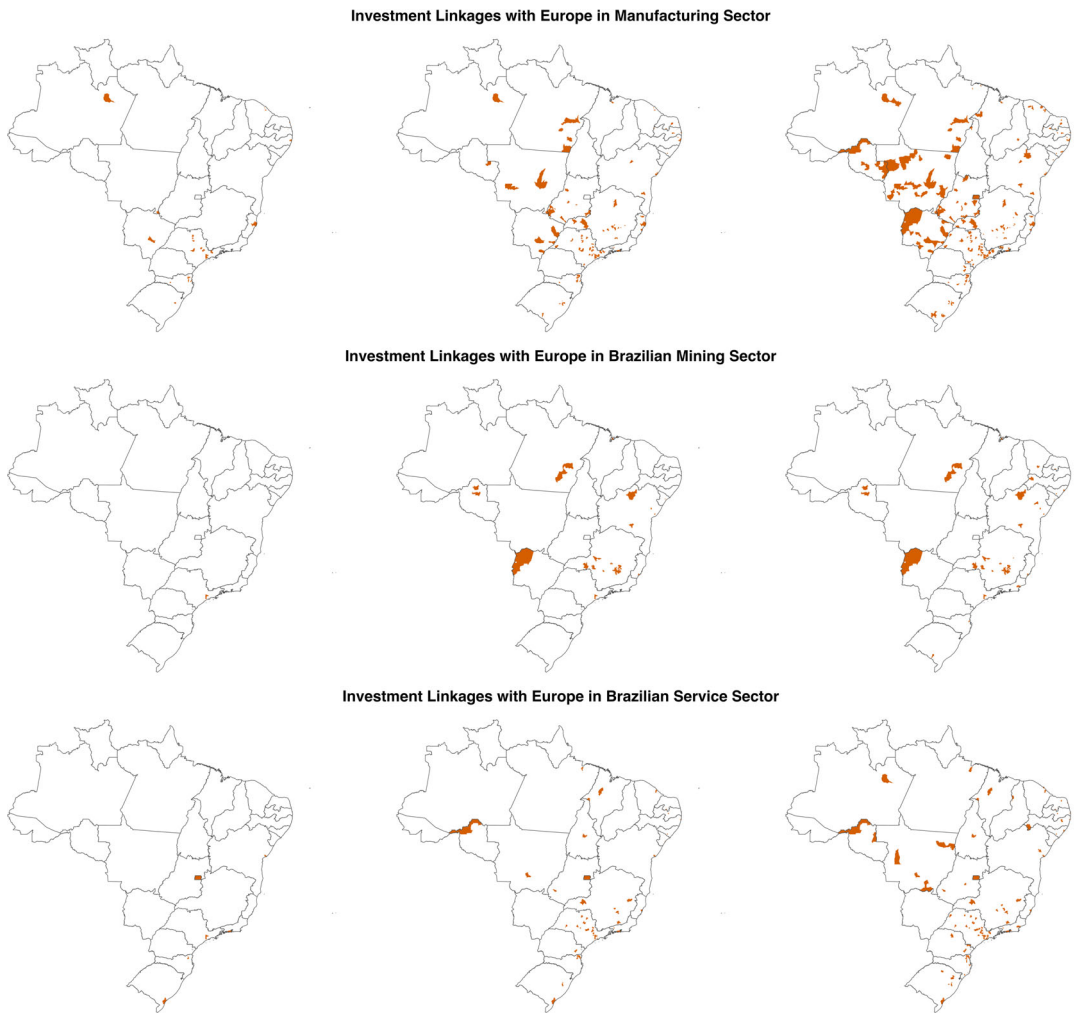 Investment Linkages with Europe in Manufacturing Sector
Investment Linkages with Europe in Brazilian Mining Sector
Investment Linkages with Europe in Brazilian Service Sector